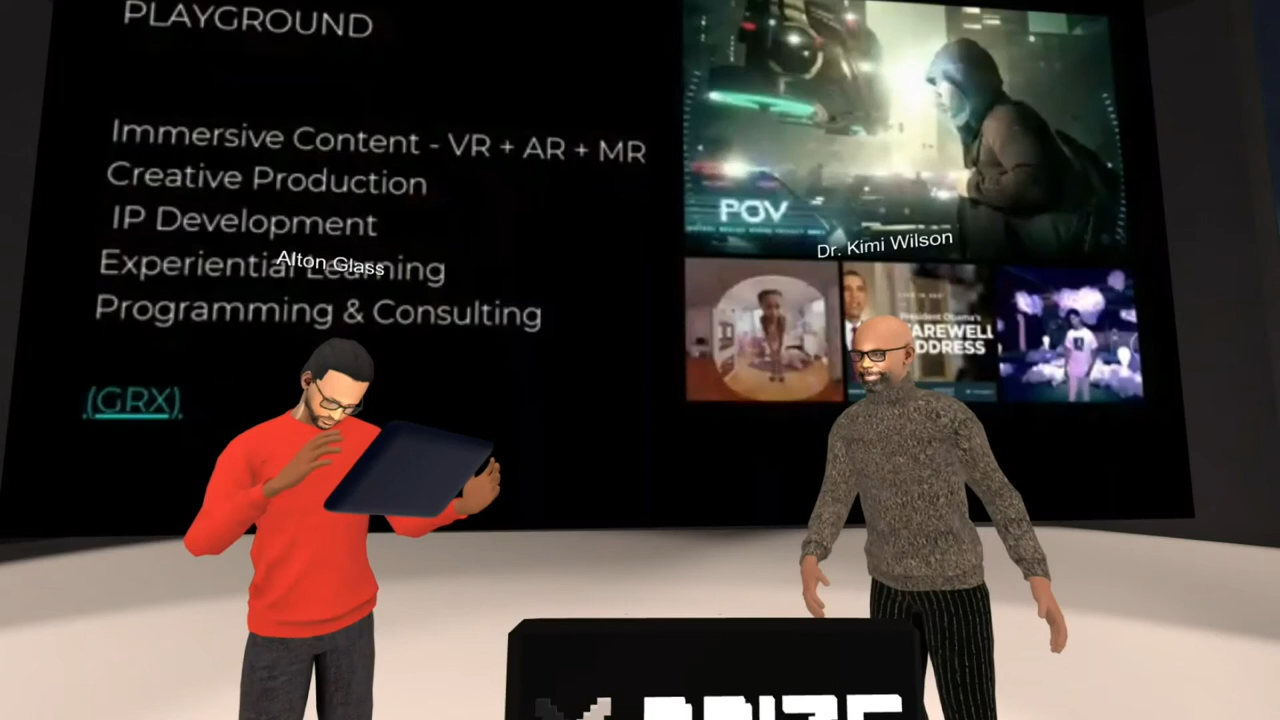 PLAYGROUND
Immersive Content - VR + AR + MR
Creative Production
IP Development
Experiential Learning
Programming & Consulting
(GRX)
Alton Glass
POV
Dr. Kimi Wilson
President Obama's
FAREWELL
ADDRESS
XPRIZE